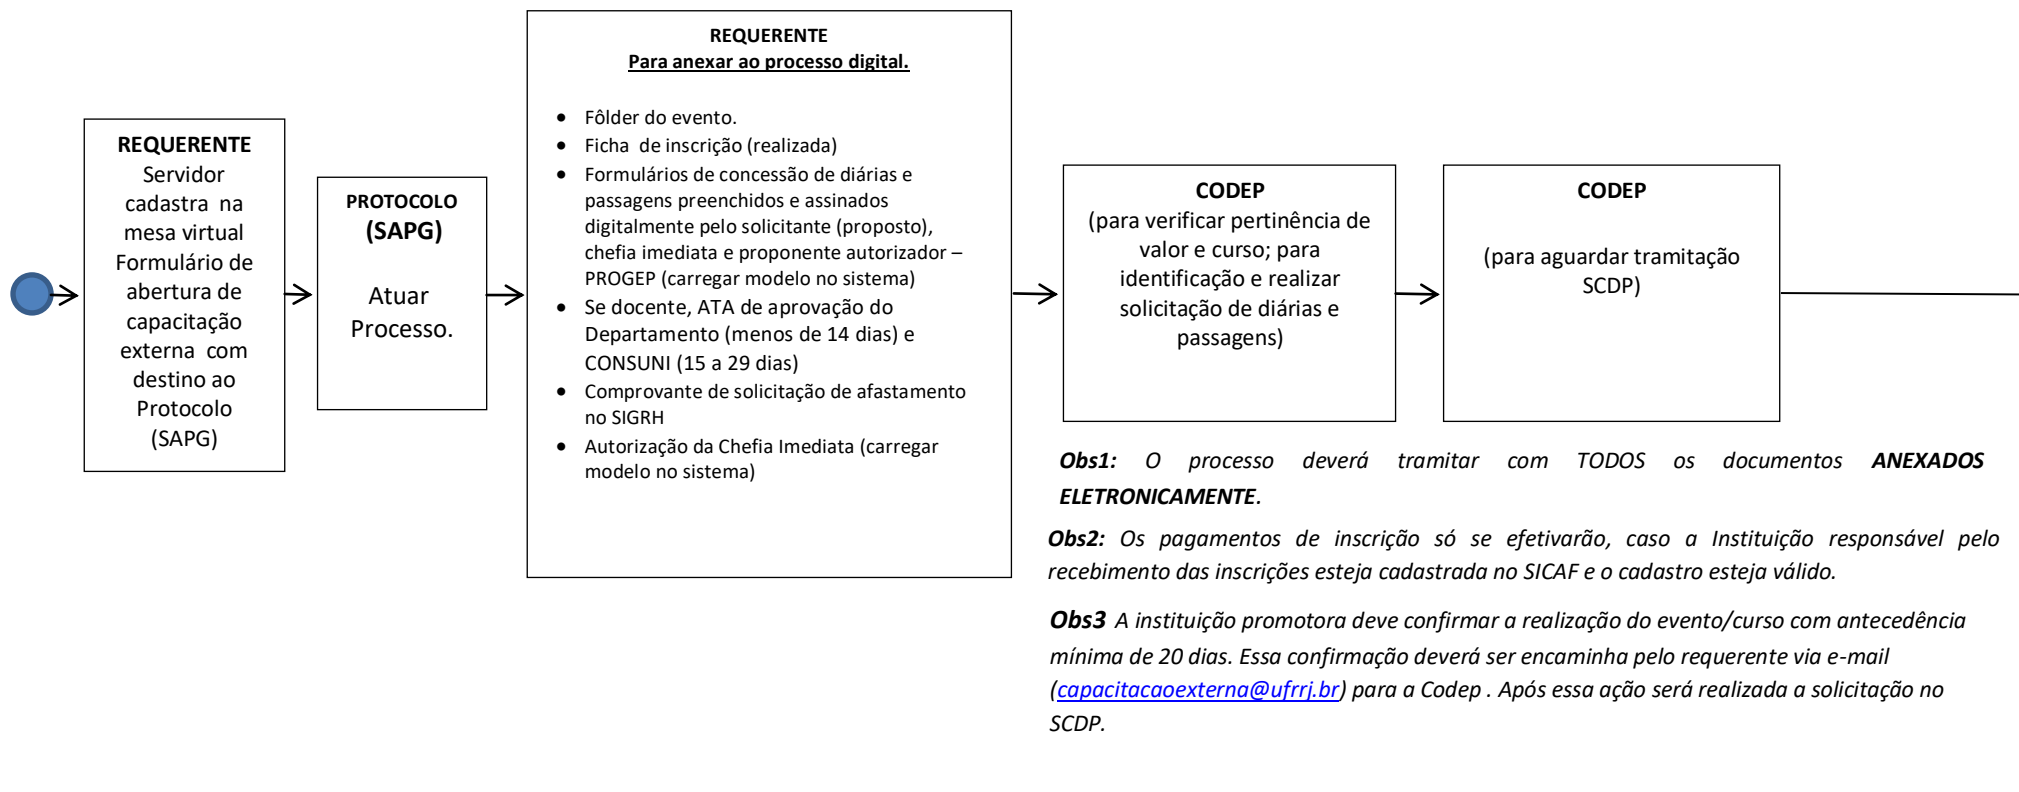 REQUERENTE
Servidor
cadastra na
mesa virtual
Formulário de
abertura de
capacitação
externa com
destino ao
Protocolo
(SAPG)
PROTOCOLO
(SAPG)
Atuar
Processo.
REQUERENTE
Para anexar ao processo digital.
• Fôlder do evento.
• Ficha de inscrição (realizada)
• Formulários de concessão de diárias e
passagens preenchidos e assinados
digitalmente pelo solicitante (proposto),
chefia imediata e proponente autorizador –
PROGEP (carregar modelo no sistema)
• Se docente, ATA de aprovação do
Departamento (menos de 14 dias) e
CONSUNI (15 a 29 dias)
• Comprovante de solicitação de afastamento
no SIGRH
• Autorização da Chefia Imediata (carregar
modelo no sistema)
CODEP
(para verificar pertinência de
valor e curso; para
identificação e realizar
solicitação de diárias e
passagens)
CODEP
(para aguardar tramitação
SCDP)
Obs1: O processo deverá tramitar com TODOS os documentos ANEXADOS
ELETRONICAMENTE.
Obs2: Os pagamentos de inscrição só se efetivarão, caso a Instituição responsável pelo
recebimento das inscrições esteja cadastrada no SICAF e o cadastro esteja válido.
Obs3 A instituição promotora deve confirmar a realização do evento/curso com antecedência
mínima de 20 dias. Essa confirmação deverá ser encaminha pelo requerente via e-mail
(capacitacaoexterna@ufrrj.br) para a Codep . Após essa ação será realizada a solicitação no
SCDP.